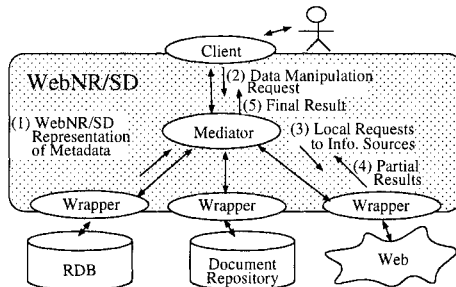 Client
WebNR/SD
(2) Data Manipulation
Request
(5) Final Result
(1) WebNR/SD
Representation
of Metadata
Mediator
(3) Local Requests
to Info. Sources
(4) Partial
Results
Wrapper
Wrapper
Wrapper
RDB
Document
Repository
Web